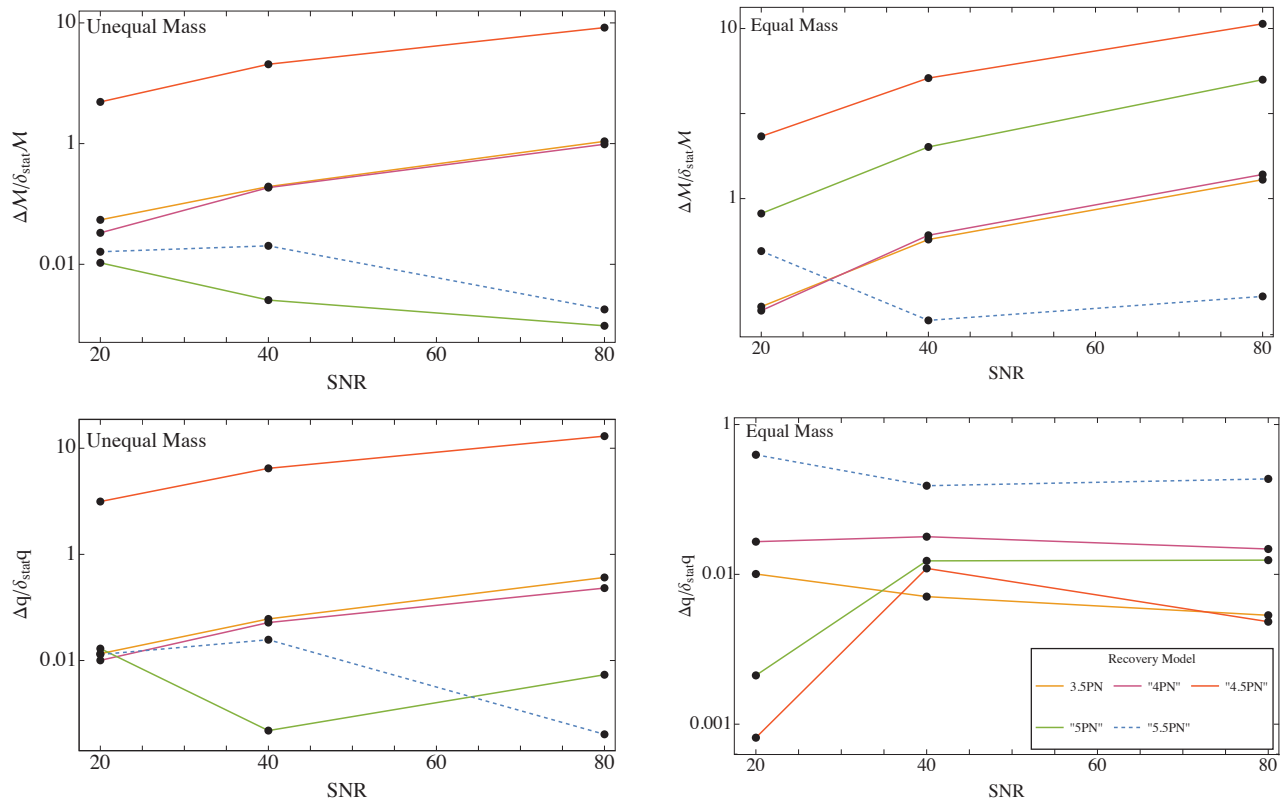 Unequal Mass
10
1
0.01
ΔM/δstatM
20 40 60 80
SNR
Equal Mass
10
1
ΔM/δstatM
20 40 60 80
SNR
Unequal Mass
10
1
0.01
Δq/δstatq
20 40 60 80
SNR
Equal Mass
1
0.01
0.001
Δq/δstatq
20 40 60 80
SNR
Recovery Model
3.5PN "4PN" "4.5PN"
"5PN" "5.5PN"